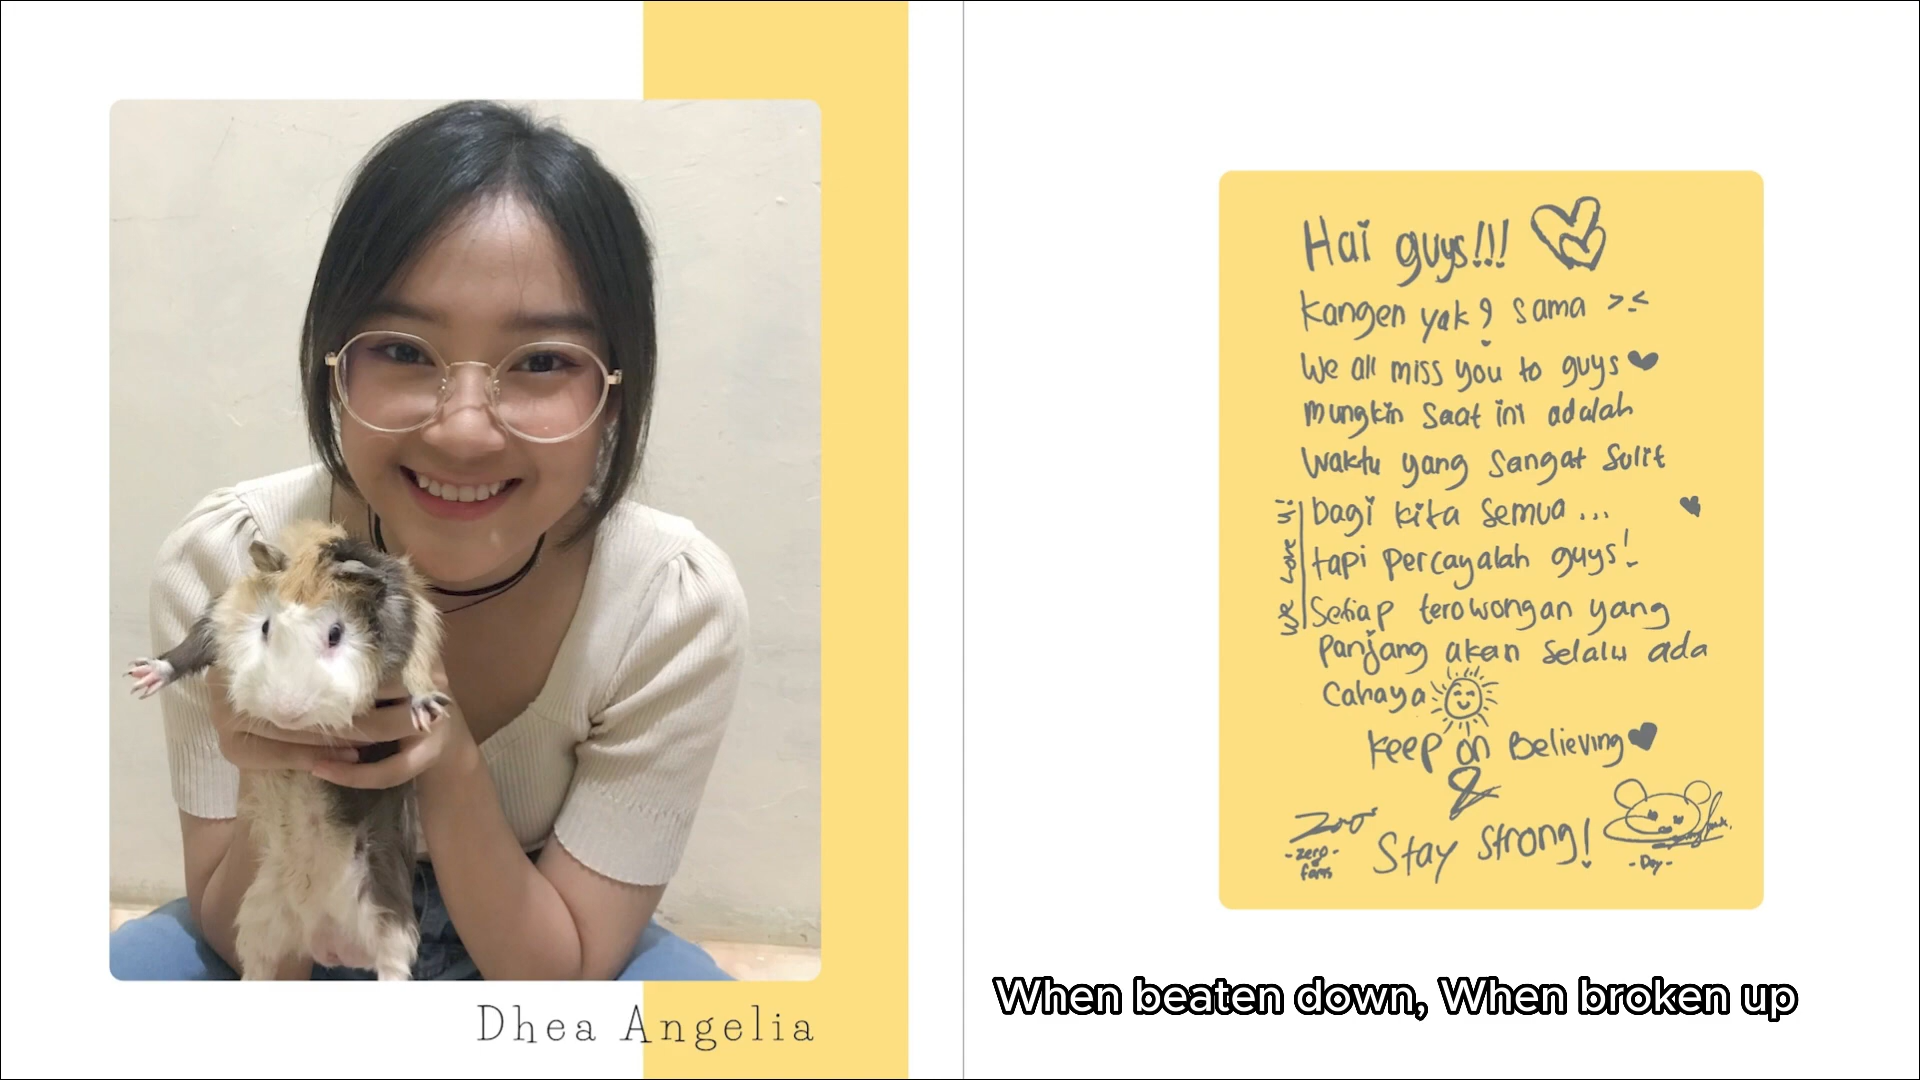 Dhea Angelia
Hai guys!!!
Kangen yak? sama >.<
We all miss you to guys
mungkin saat ini adalah
waktu yang sangat sulit
bagi kita semua...
tapi percayalah guys!
Setiap terowongan yang
panjang akan selalu ada
Cahaya
keep on Believing
&
Stay strong!
We Love U!
-zero-
fams
-Dey-
When beaten down, When broken up